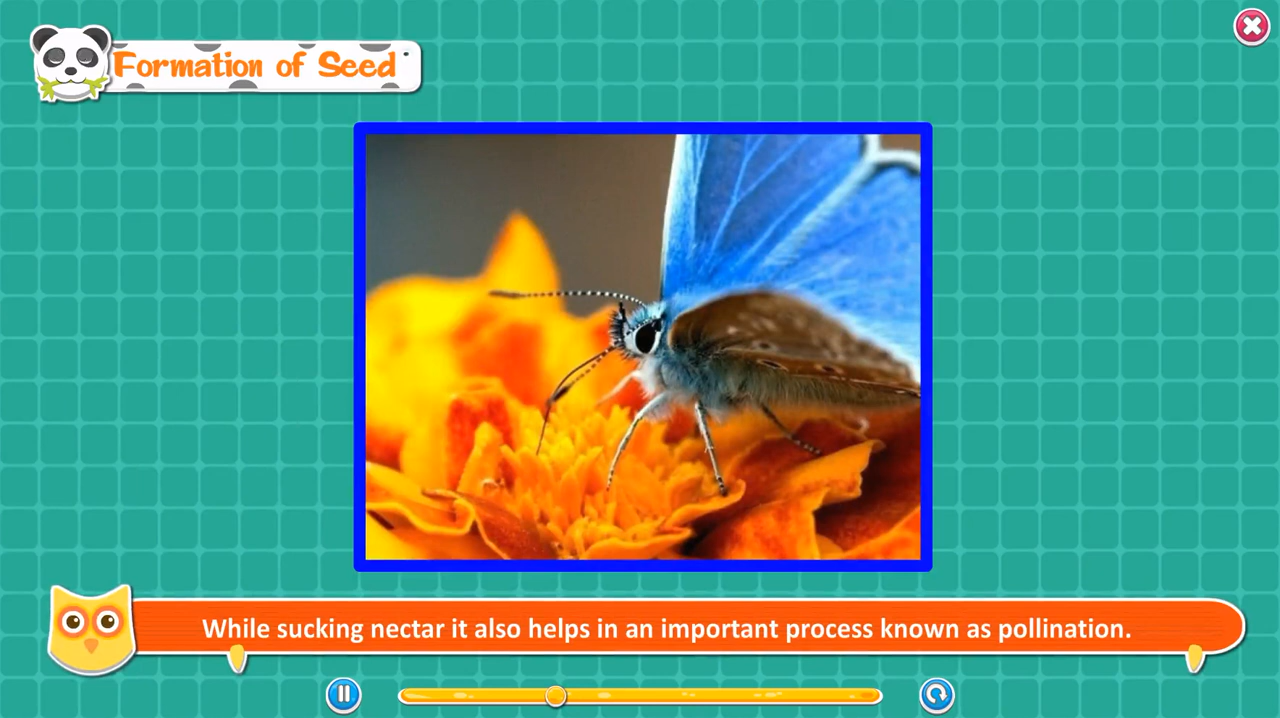 Formation of Seed
While sucking nectar it also helps in an important process known as pollination.